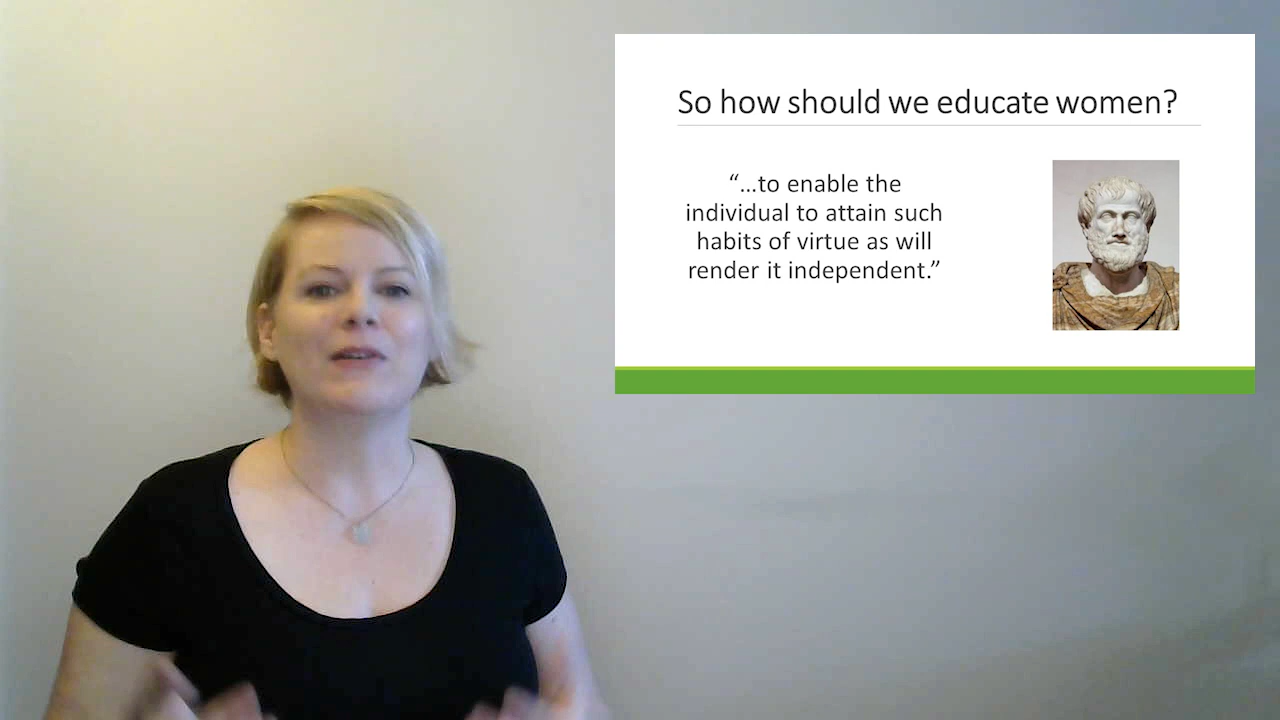 So how should we educate women?
“…to enable the
individual to attain such
habits of virtue as will
render it independent.”